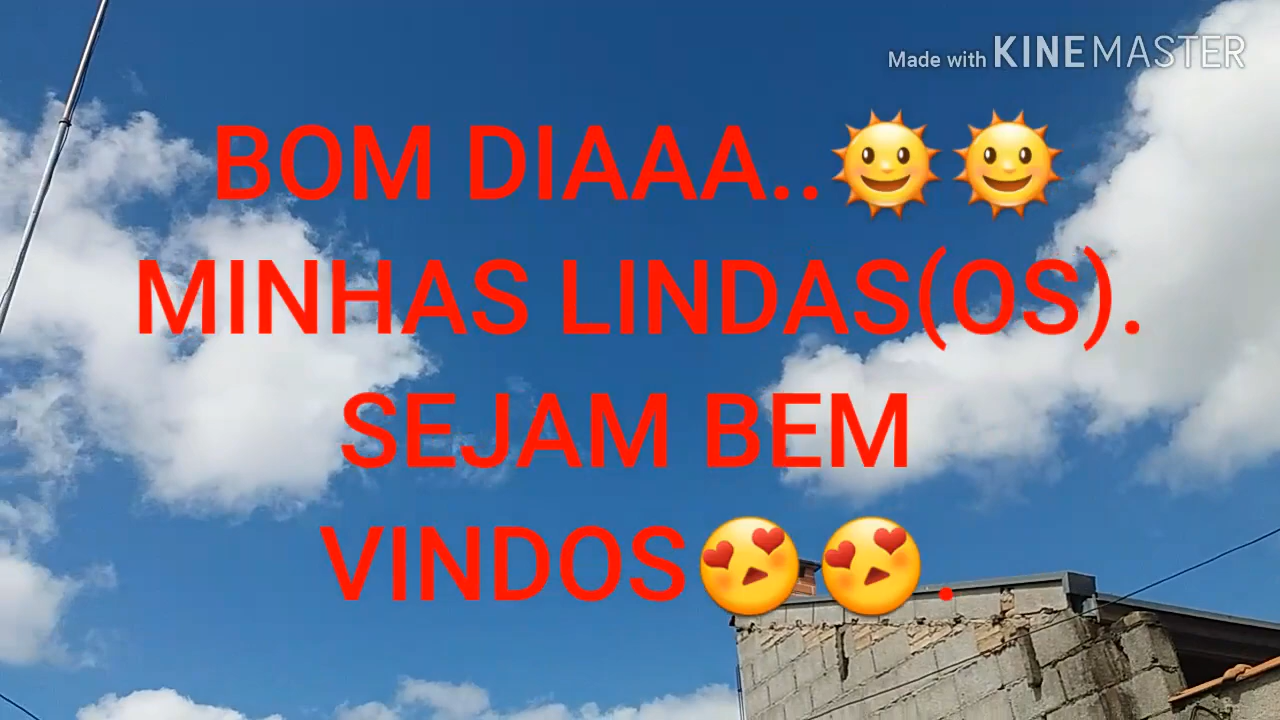 Made with KINEMASTER
BOM DIAAA..🌞🌞
MINHAS LINDAS(OS).
SEJAM BEM
VINDOS😍😍.